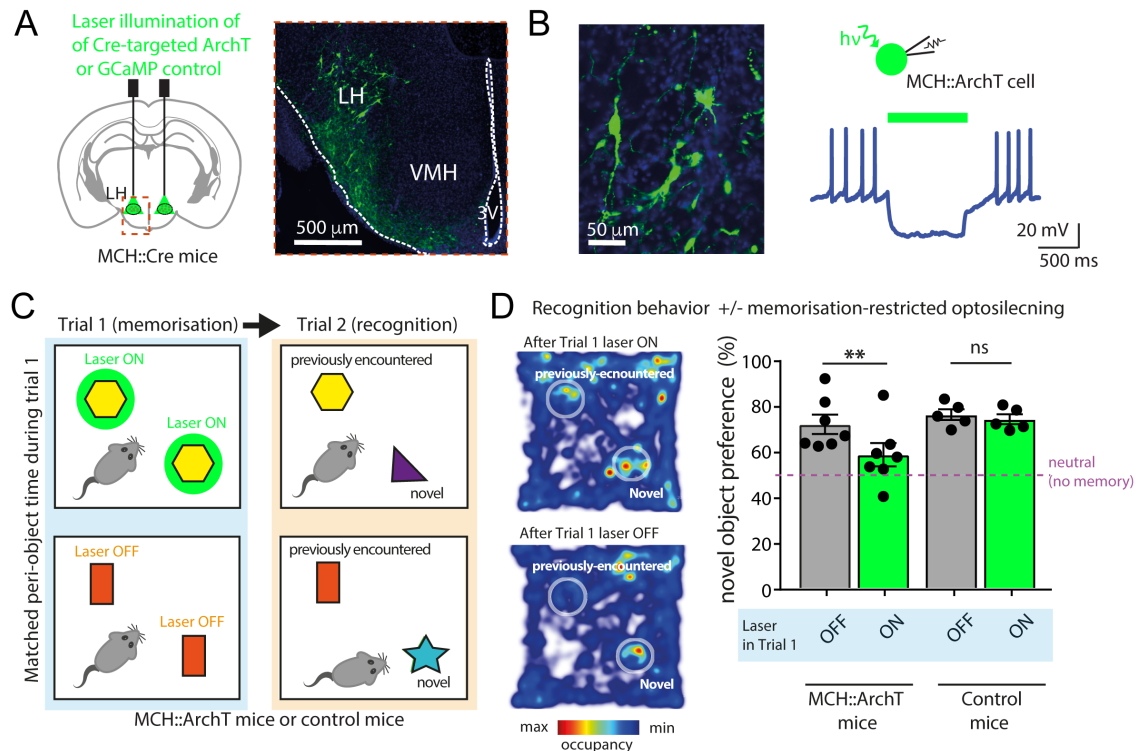 A
Laser illumination of
of Cre-targeted ArchT
or GCaMP control
LH
MCH::Cre mice
LH
VMH
3V
500 µm
B
50 µm
hν
MCH::ArchT cell
20 mV
500 ms
C
Trial 1 (memorisation)
Trial 2 (recognition)
Matched peri-object time during trial 1
Laser ON
Laser ON
previously encountered
novel
Laser OFF
Laser OFF
previously encountered
novel
MCH::ArchT mice or control mice
D
Recognition behavior +/- memorisation-restricted optosilecning
After Trial 1 laser ON
previously-ecnountered
Novel
After Trial 1 laser OFF
previously-encountered
Novel
max
min
occupancy
novel object preference (%)
100
80
60
40
20
0
**
ns
neutral
(no memory)
Laser
in Trial 1
OFF
ON
OFF
ON
MCH::ArchT
mice
Control
mice